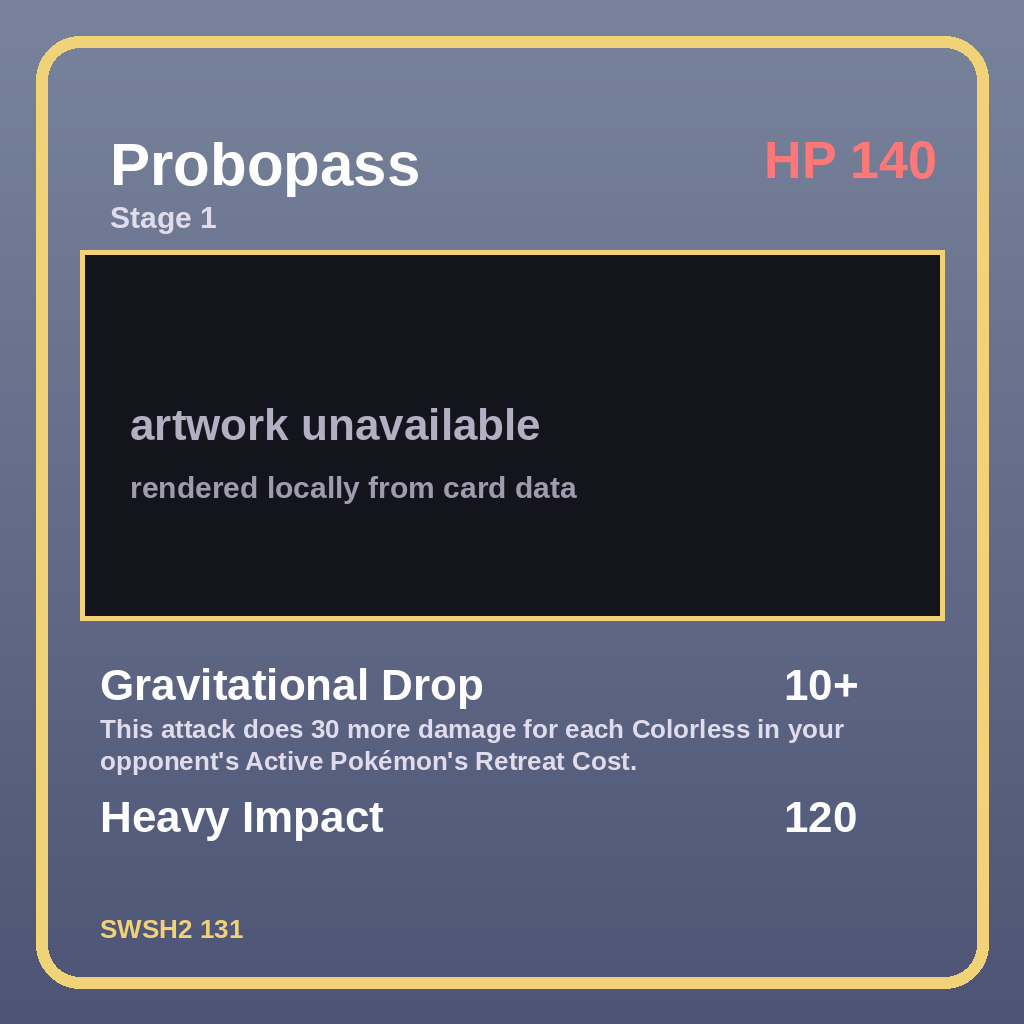 Probopass
HP 140
Stage 1
artwork unavailable
rendered locally from card data
Gravitational Drop 10+
This attack does 30 more damage for each Colorless in your
opponent's Active Pokémon's Retreat Cost.
Heavy Impact 120
SWSH2 131